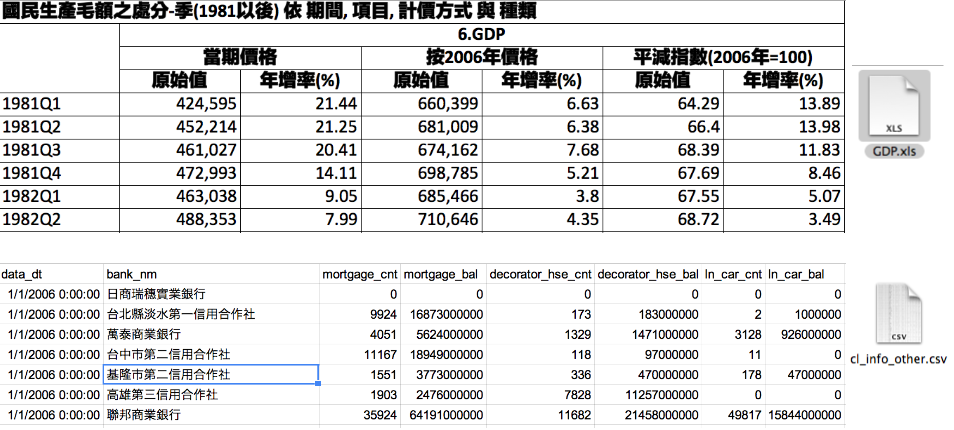 國民生產毛額之處分-季(1981以後) 依 期間, 項目, 計價方式 與 種類
6.GDP
當期價格 按2006年價格 平減指數(2006年=100)
原始值 年增率(%) 原始值 年增率(%) 原始值 年增率(%)
1981Q1 424,595 21.44 660,399 6.63 64.29 13.89
1981Q2 452,214 21.25 681,009 6.38 66.4 13.98
1981Q3 461,027 20.41 674,162 7.68 68.39 11.83
1981Q4 472,993 14.11 698,785 5.21 67.69 8.46
1982Q1 463,038 9.05 685,466 3.8 67.55 5.07
1982Q2 488,353 7.99 710,646 4.35 68.72 3.49
XLS
GDP.xls
data_dt bank_nm mortgage_cnt mortgage_bal decorator_hse_cnt decorator_hse_bal ln_car_cnt ln_car_bal
1/1/2006 0:00:00 日商瑞穗實業銀行 0 0 0 0 0 0
1/1/2006 0:00:00 台北縣淡水第一信用合作社 9924 16873000000 173 183000000 2 1000000
1/1/2006 0:00:00 萬泰商業銀行 4051 5624000000 1329 1471000000 3128 926000000
1/1/2006 0:00:00 台中市第二信用合作社 11167 18949000000 118 97000000 11 0
1/1/2006 0:00:00 基隆市第二信用合作社 1551 3773000000 336 470000000 178 47000000
1/1/2006 0:00:00 高雄第三信用合作社 1903 2476000000 7828 11257000000 0 0
1/1/2006 0:00:00 聯邦商業銀行 35924 64191000000 11682 21458000000 49817 15844000000
CSV
cl_info_other.csv